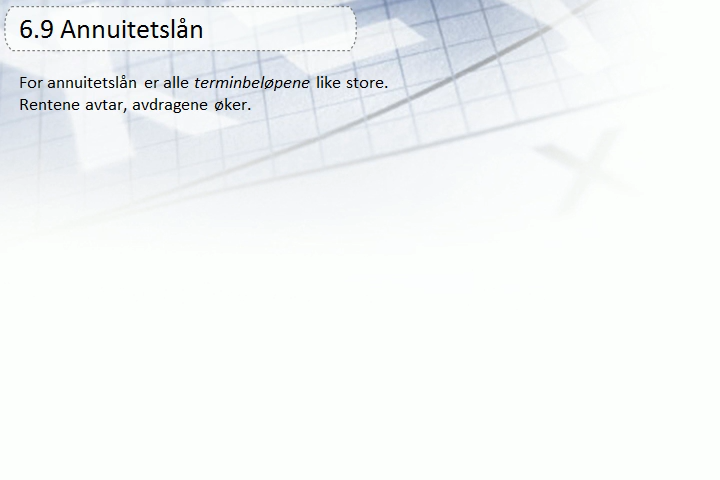 6.9 Annuitetslån
For annuitetslån er alle terminbeløpene like store.
Rentene avtar, avdragene øker.